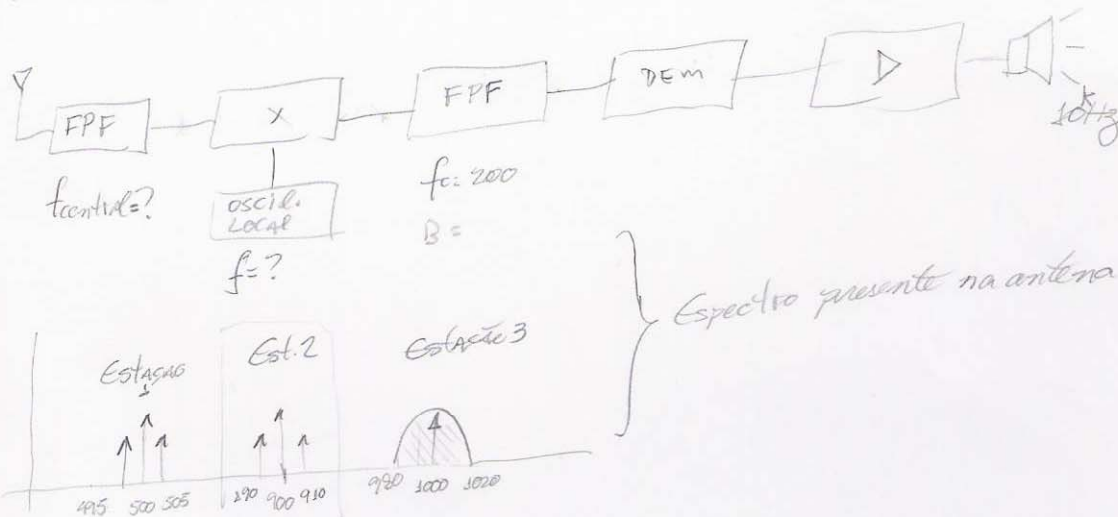 FPF
X
FPF
DEM
10KHz
fcentral=?
OSCIL.
LOCAL
f=?
fc= 200
B=
Espectro presente na antena
Estação
1
Est.2
Estação 3
495 500 505
290 900 910
980 1000 1020